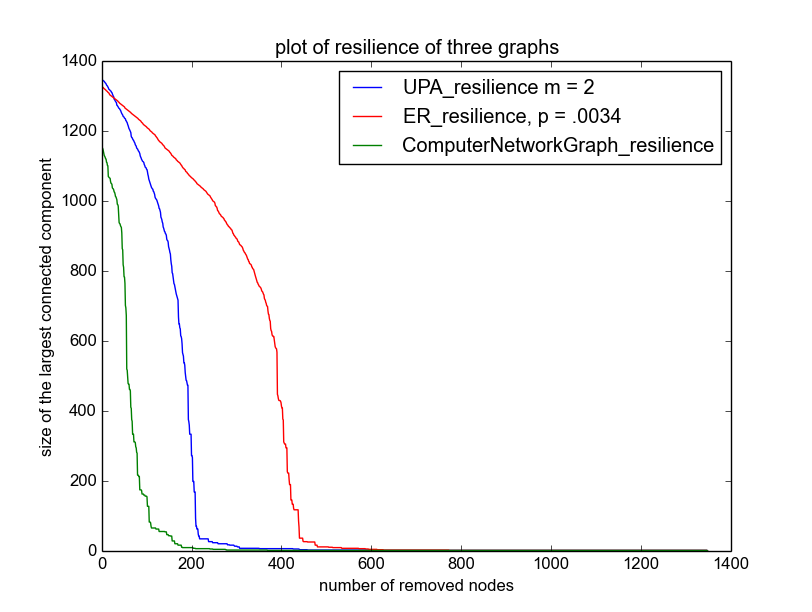 plot of resilience of three graphs
UPA_resilience m = 2
ER_resilience, p = .0034
ComputerNetworkGraph_resilience
size of the largest connected component
1400
1200
1000
800
600
400
200
0
0 200 400 600 800 1000 1200 1400
number of removed nodes